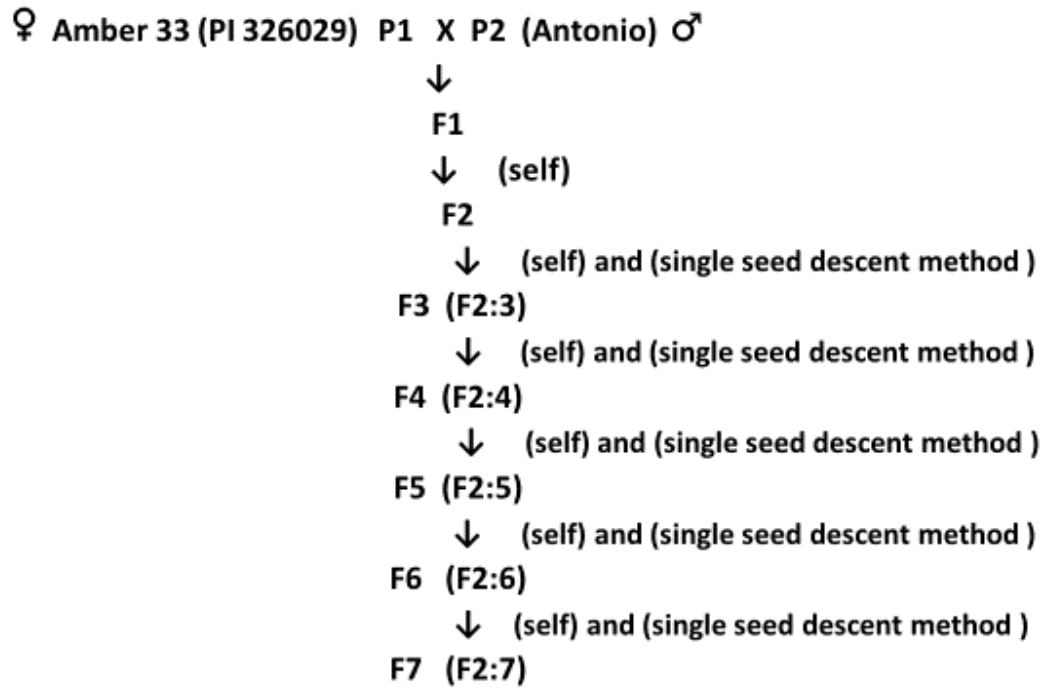 ♀ Amber 33 (PI 326029) P1 X P2 (Antonio) ♂
↓
F1
↓ (self)
F2
↓ (self) and (single seed descent method )
F3 (F2:3)
↓ (self) and (single seed descent method )
F4 (F2:4)
↓ (self) and (single seed descent method )
F5 (F2:5)
↓ (self) and (single seed descent method )
F6 (F2:6)
↓ (self) and (single seed descent method )
F7 (F2:7)